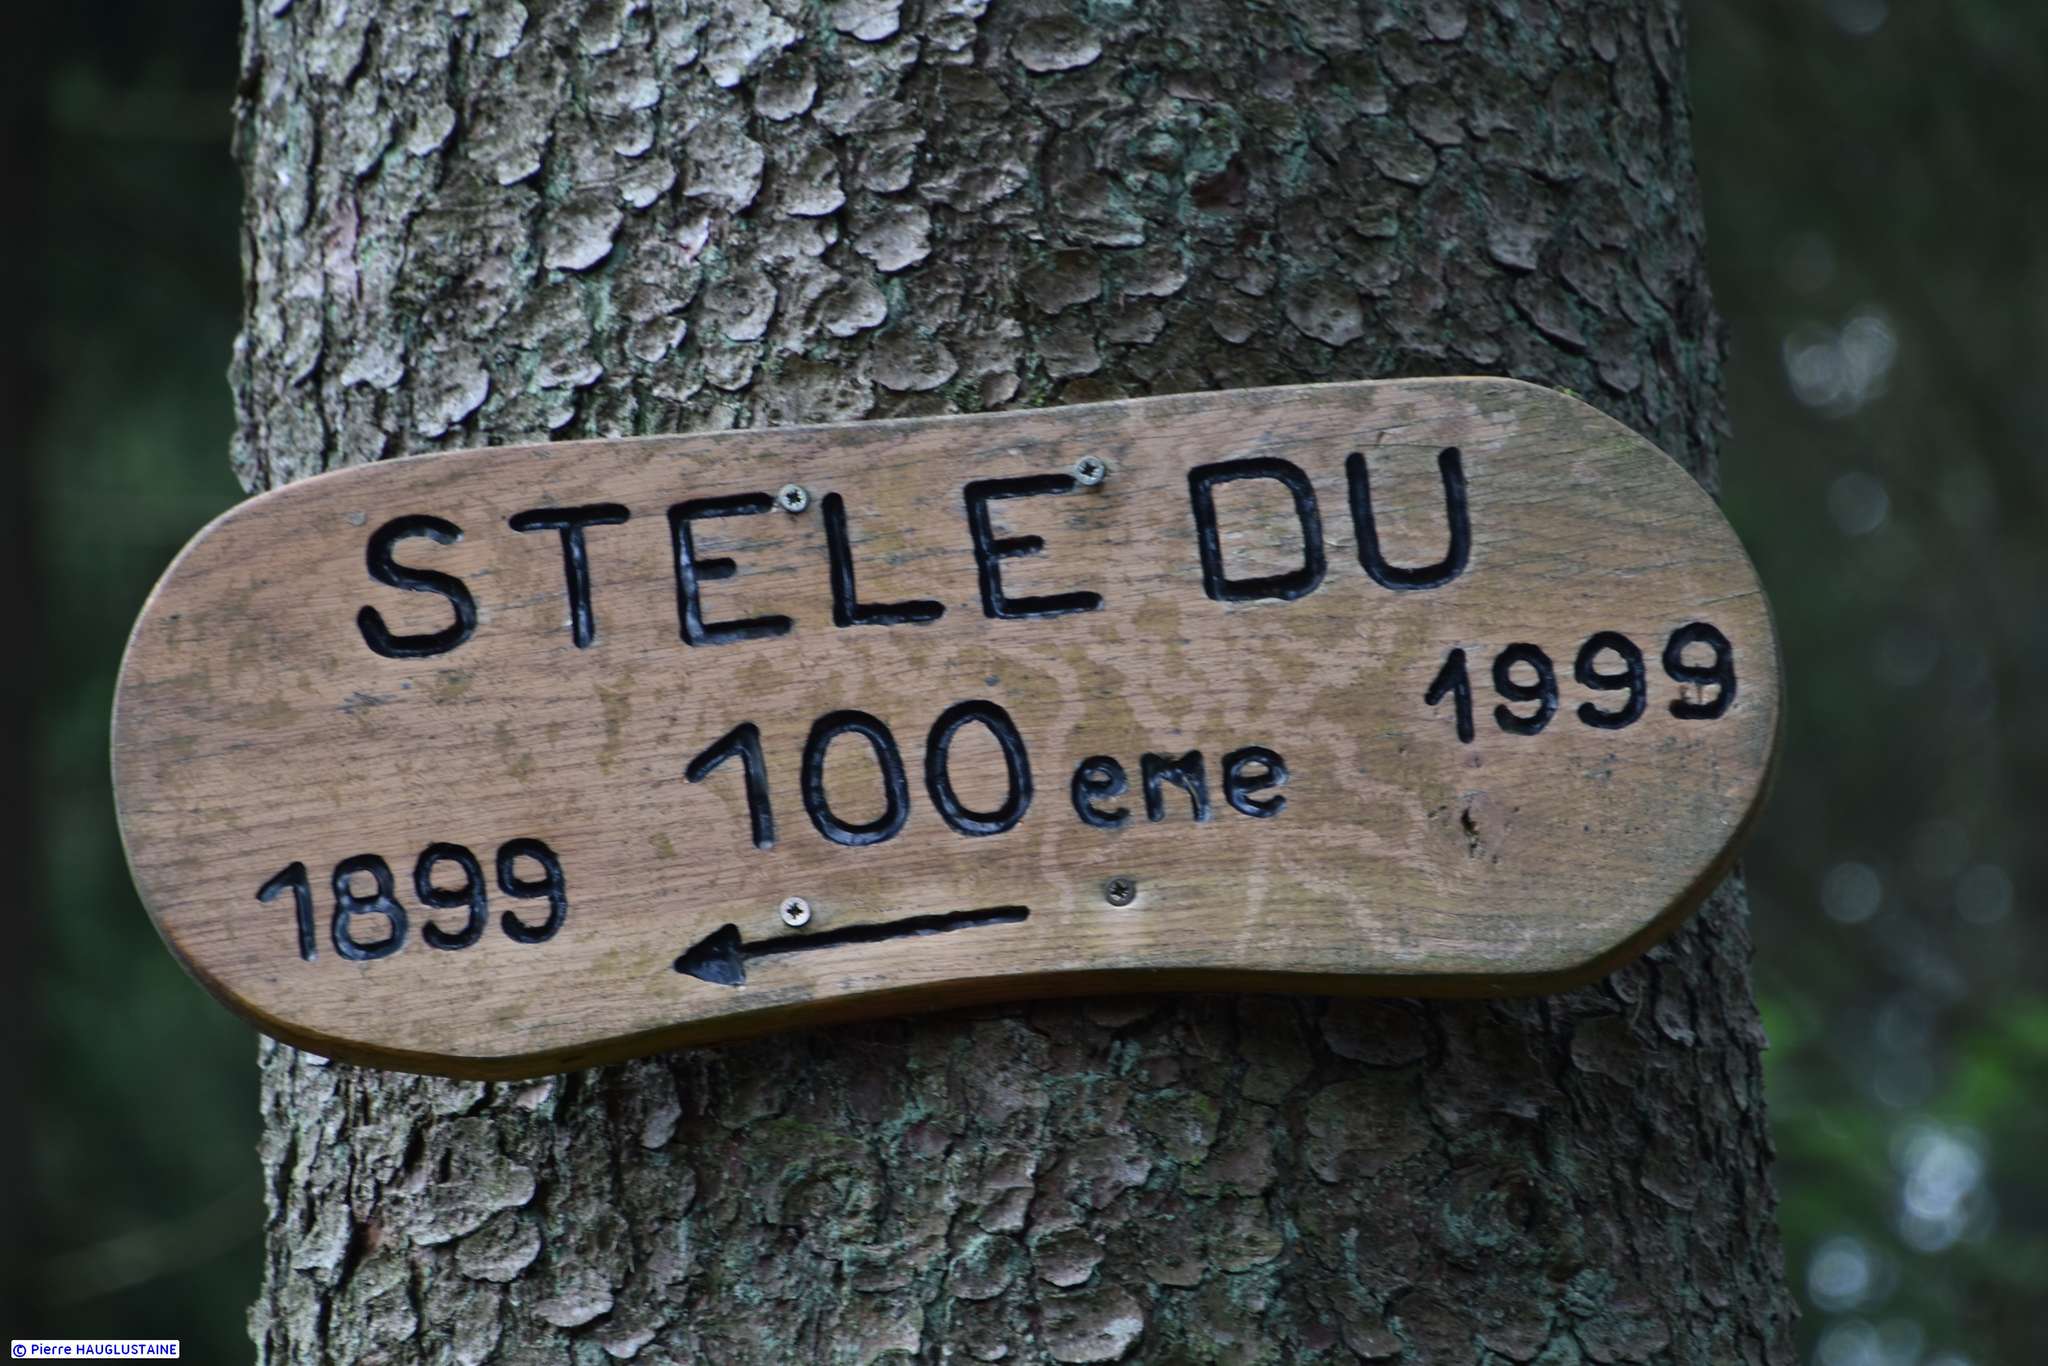 STELE DU
1999
100eme
1899
© Pierre HAUGLUSTAINE